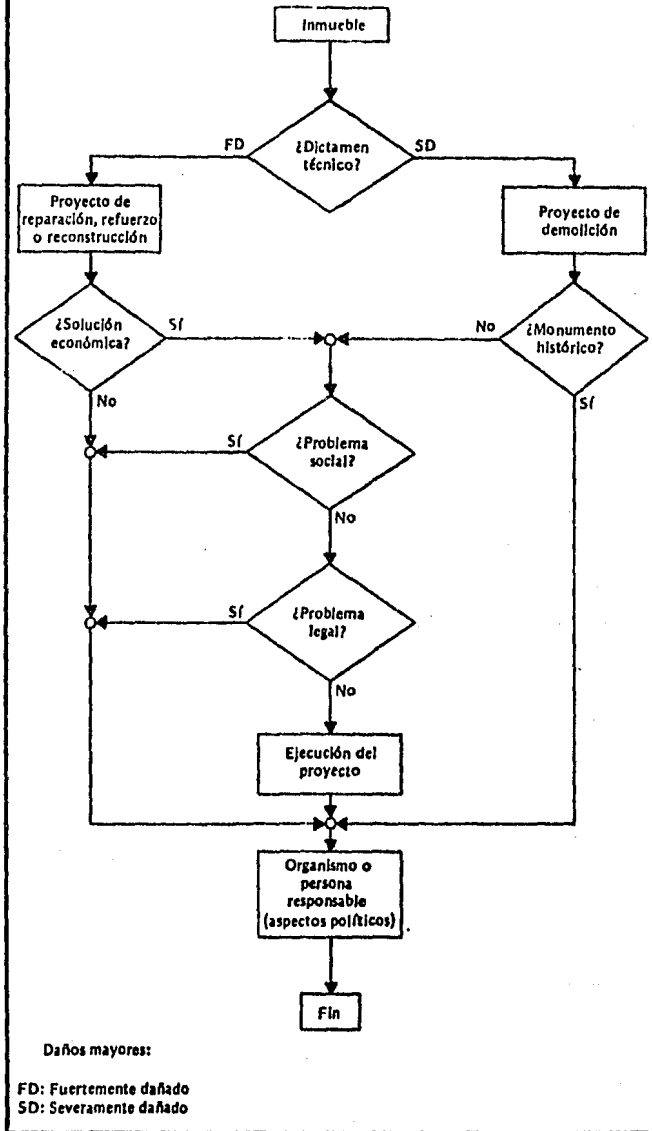 Inmueble
¿Dictamen
técnico?
FD
SD
Proyecto de
reparación, refuerzo
o reconstrucción
Proyecto de
demolición
¿Solución
económica?
Sí
No
¿Monumento
histórico?
No
Sí
¿Problema
social?
Sí
No
¿Problema
legal?
Sí
No
Ejecución del
proyecto
Organismo o
persona
responsable
(aspectos políticos)
Fin
Daños mayores:
FD: Fuertemente dañado
SD: Severamente dañado